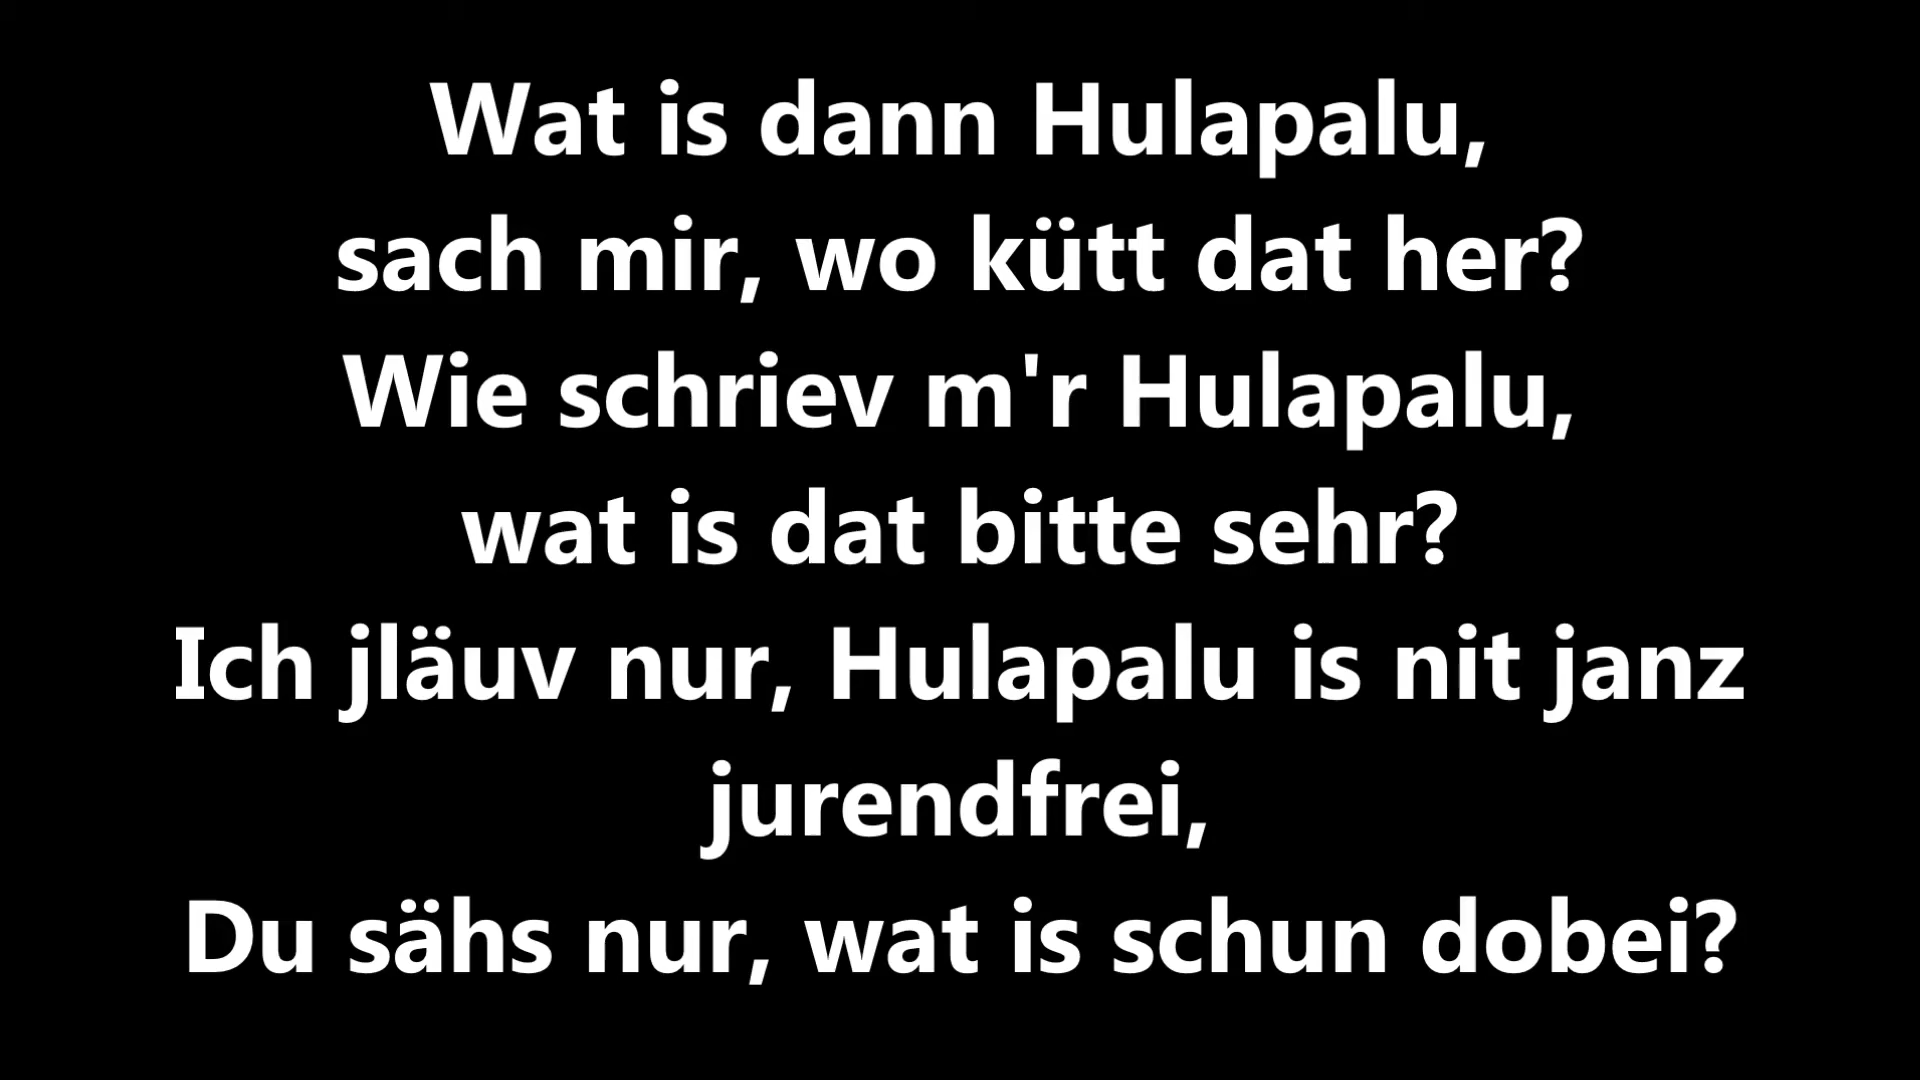 Wat is dann Hulapalu,
sach mir, wo kütt dat her?
Wie schriev m'r Hulapalu,
wat is dat bitte sehr?
Ich jläuv nur, Hulapalu is nit janz
jurendfrei,
Du sähs nur, wat is schun dobei?